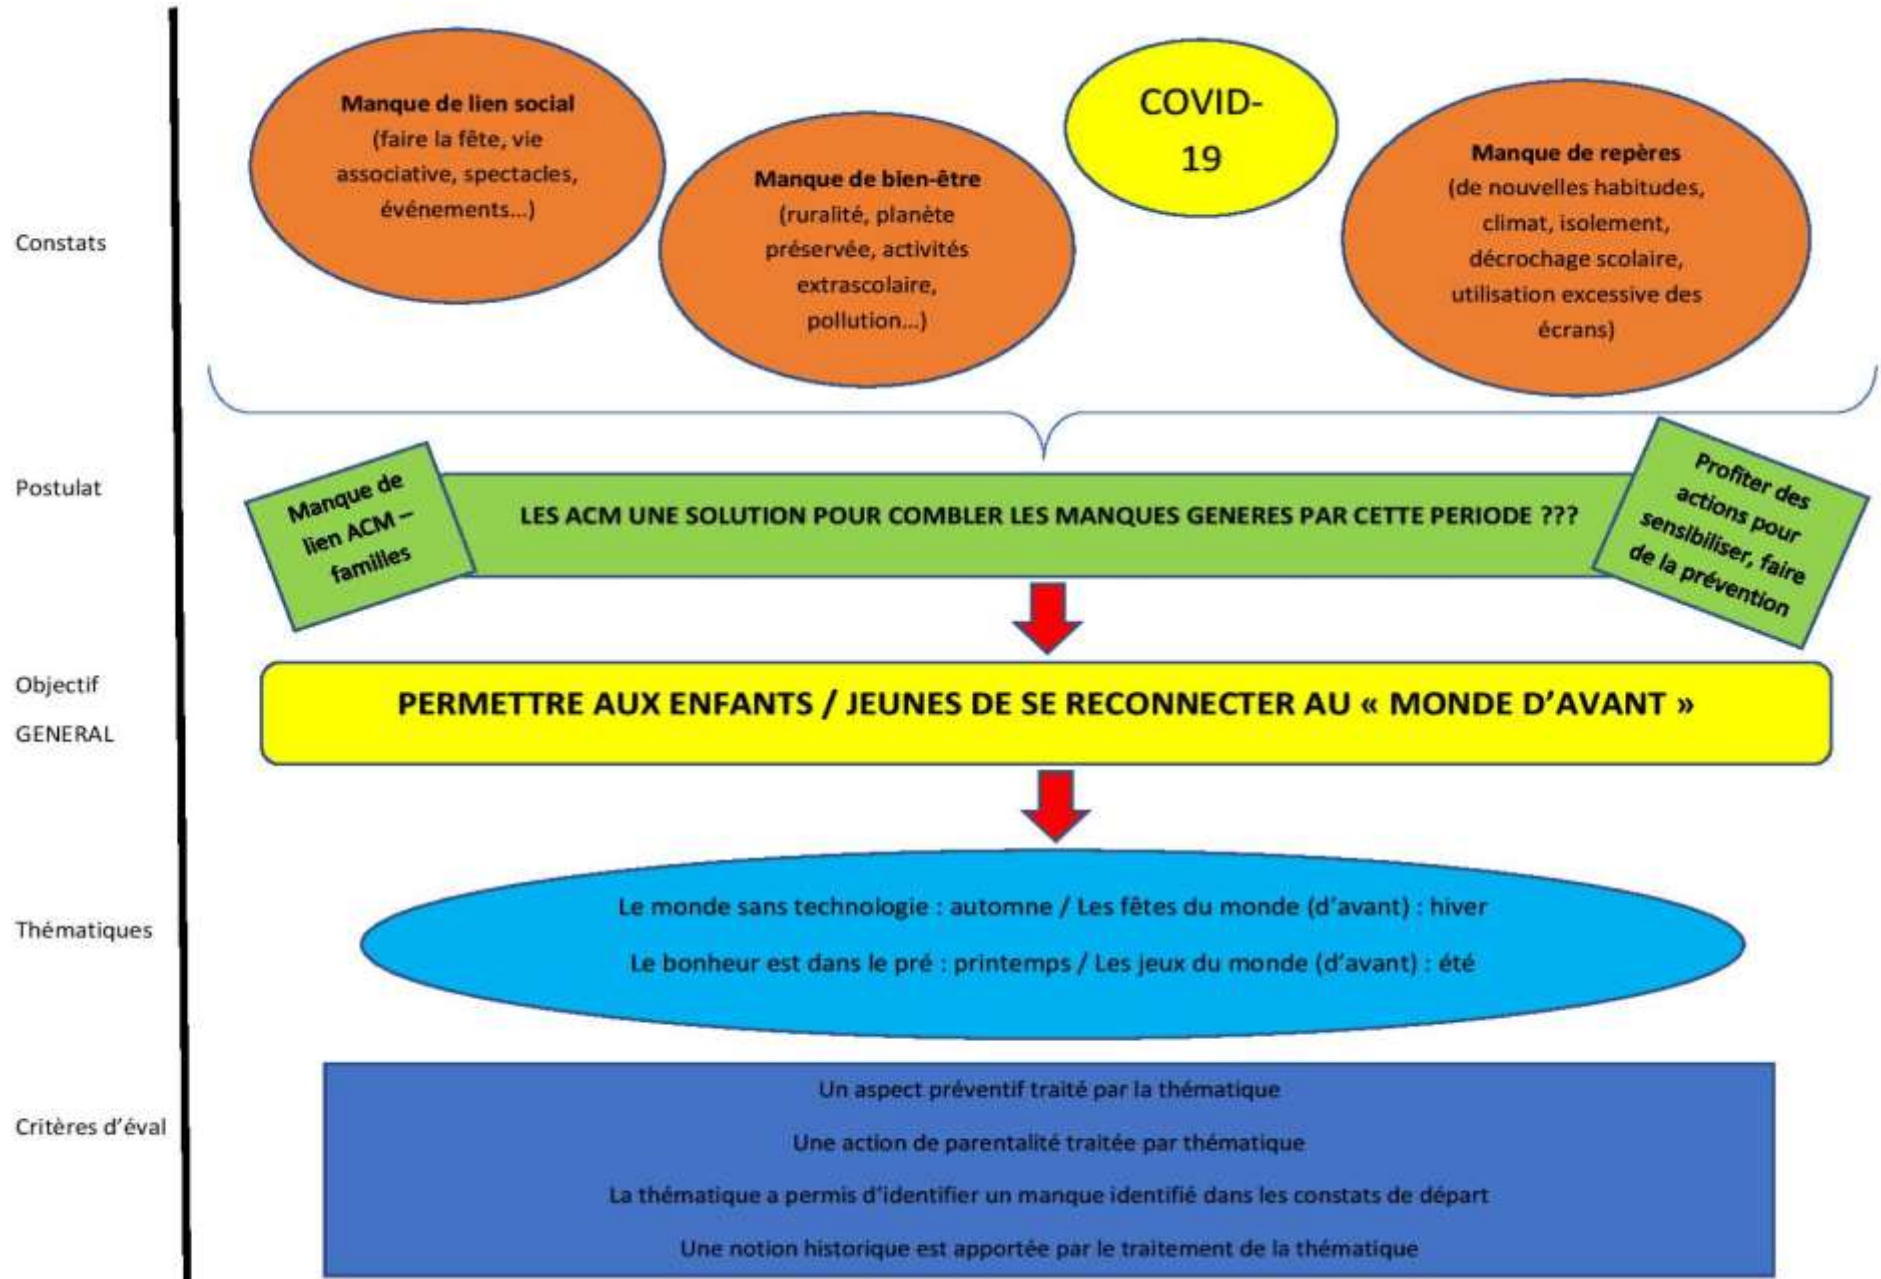 Constats
Manque de lien social
(faire la fête, vie
associative, spectacles,
événements…)
Manque de bien-être
(ruralité, planète
préservée, activités
extrascolaire,
pollution…)
COVID-
19
Manque de repères
(de nouvelles habitudes,
climat, isolement,
décrochage scolaire,
utilisation excessive des
écrans)
Postulat
Manque de
lien ACM –
familles
LES ACM UNE SOLUTION POUR COMBLER LES MANQUES GENERES PAR CETTE PERIODE ???
Profiter des
actions pour
sensibiliser, faire
de la prévention
Objectif
GENERAL
PERMETTRE AUX ENFANTS / JEUNES DE SE RECONNECTER AU « MONDE D’AVANT »
Thématiques
Le monde sans technologie : automne / Les fêtes du monde (d’avant) : hiver
Le bonheur est dans le pré : printemps / Les jeux du monde (d’avant) : été
Critères d’éval
Un aspect préventif traité par la thématique
Une action de parentalité traitée par thématique
La thématique a permis d’identifier un manque identifié dans les constats de départ
Une notion historique est apportée par le traitement de la thématique